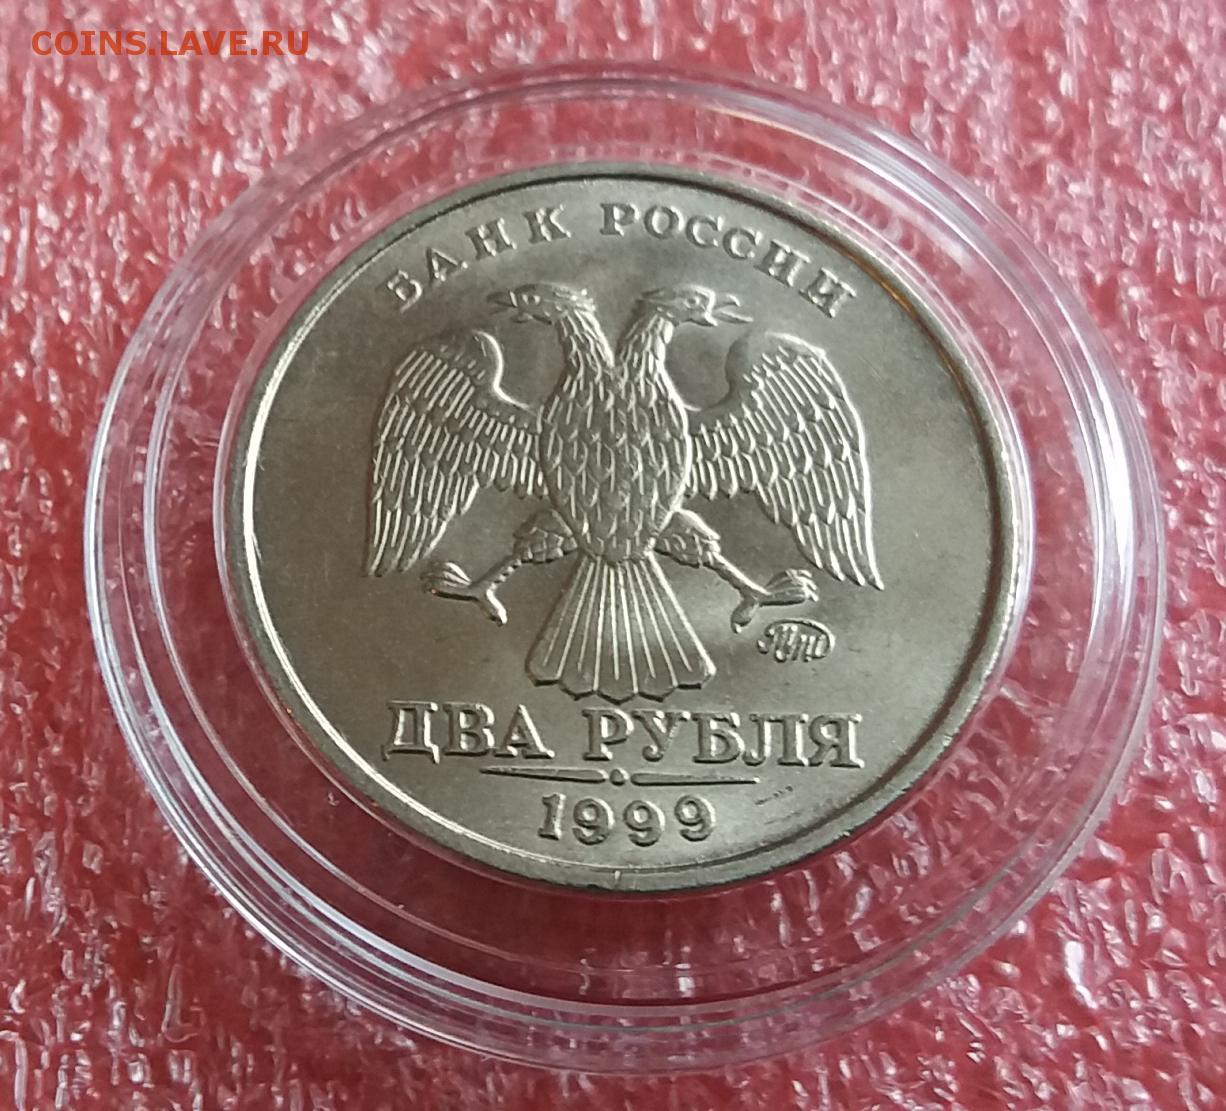 COINS.LAVE.RU
БАНК РОССИИ
ММД
ДВА РУБЛЯ
1999